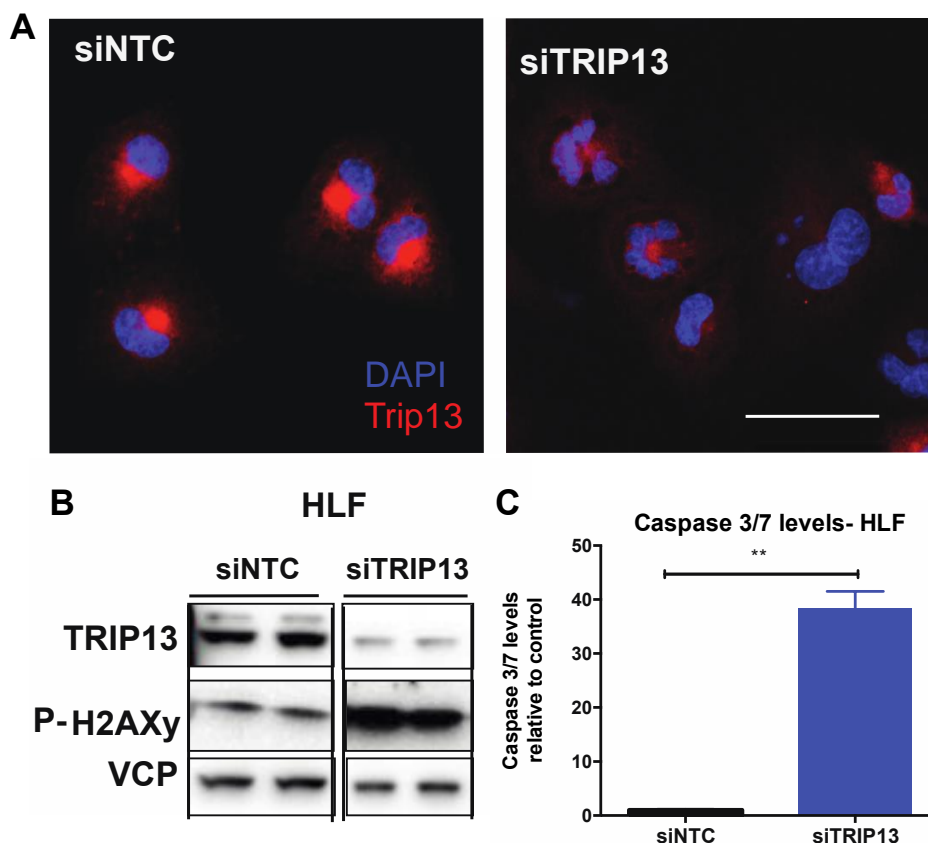 A
siNTC
siTRIP13
DAPI
Trip13
B
HLF
siNTC siTRIP13
TRIP13
P-H2AXy
VCP
C
Caspase 3/7 levels- HLF
**
50
40
30
20
10
0
Caspase 3/7 levels
relative to control
siNTC
siTRIP13